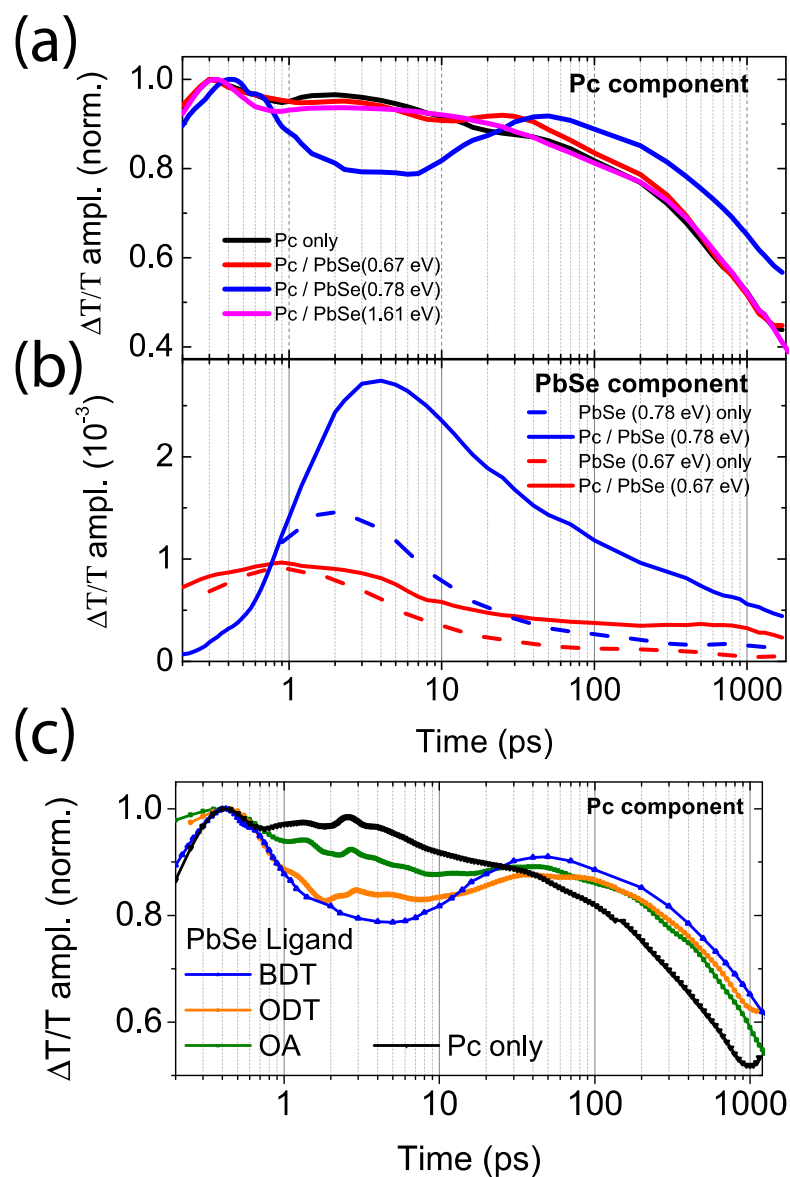 (a)
Pc component
ΔT/T ampl. (norm.)
1.0
0.8
0.6
0.4
Pc only
Pc / PbSe(0.67 eV)
Pc / PbSe(0.78 eV)
Pc / PbSe(1.61 eV)
(b)
PbSe component
ΔT/T ampl. (10⁻³)
2
1
0
PbSe (0.78 eV) only
Pc / PbSe (0.78 eV)
PbSe (0.67 eV) only
Pc / PbSe (0.67 eV)
1 10 100 1000
Time (ps)
(c)
Pc component
ΔT/T ampl. (norm.)
1.0
0.8
0.6
PbSe Ligand
BDT
ODT
OA
Pc only
1 10 100 1000
Time (ps)